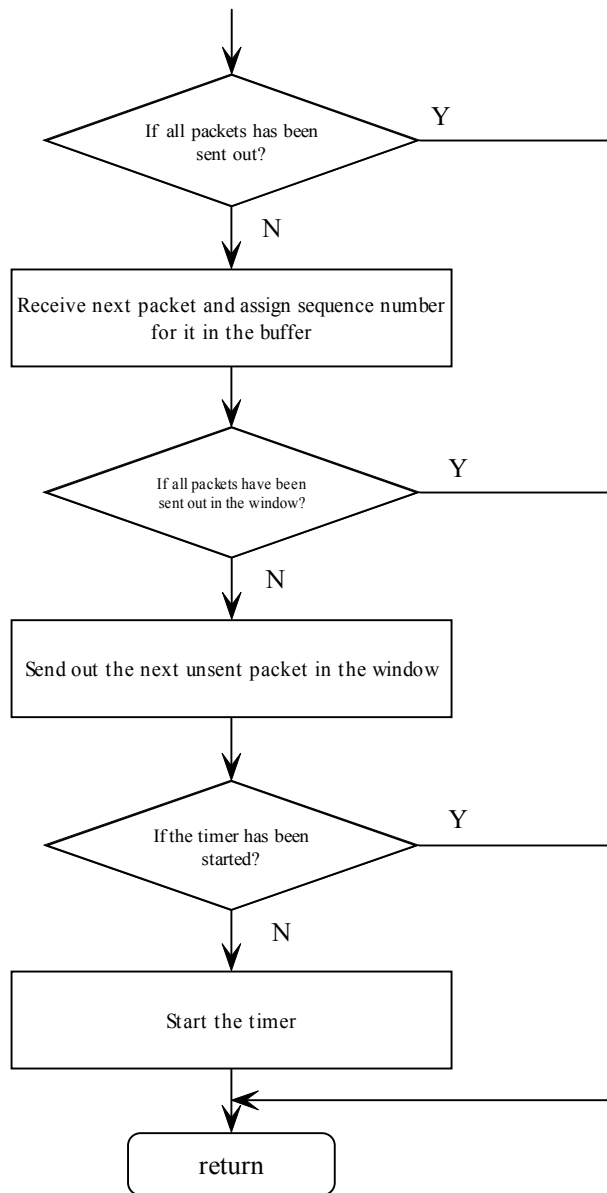 If all packets has been
sent out?
Y
N
Receive next packet and assign sequence number
for it in the buffer
If all packets have been
sent out in the window?
Y
N
Send out the next unsent packet in the window
If the timer has been
started?
Y
N
Start the timer
return